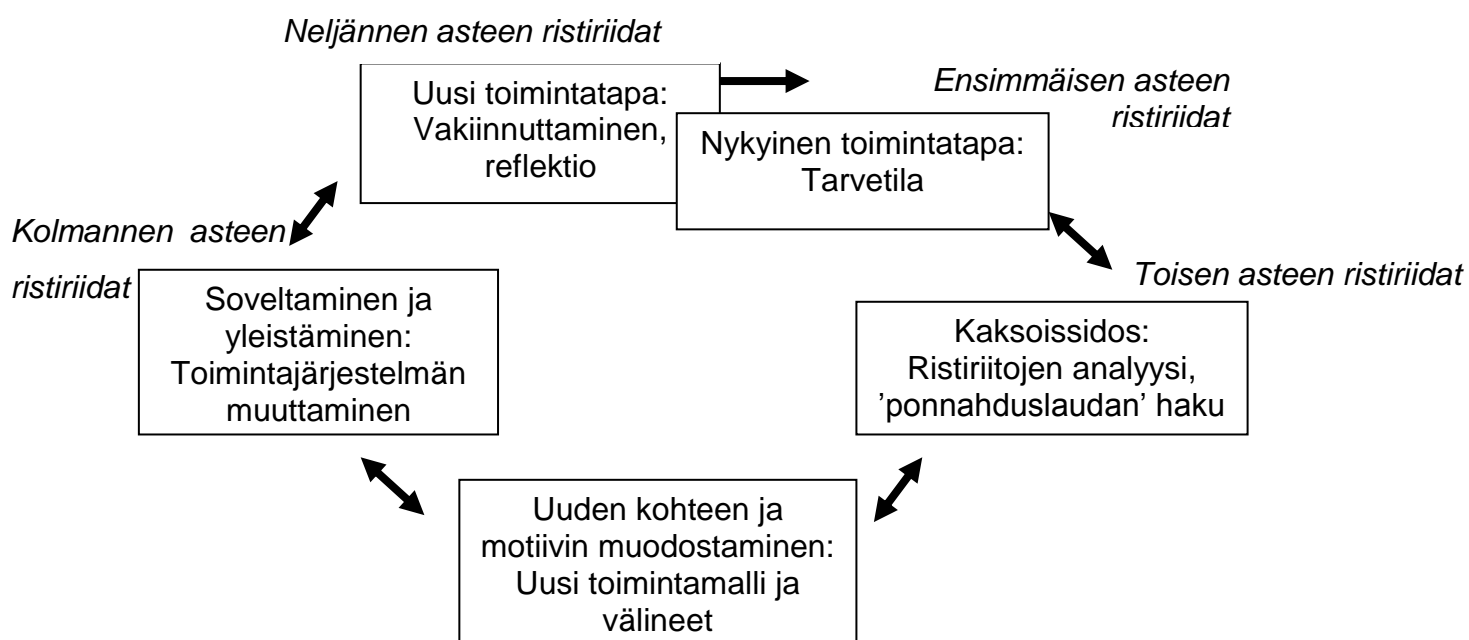 Neljännen asteen ristiriidat
Uusi toimintatapa:
Vakiinnuttaminen,
reflektio
Ensimmäisen asteen
ristiriidat
Nykyinen toimintatapa:
Tarvetila
Kolmannen asteen
ristiriidat
Toisen asteen ristiriidat
Soveltaminen ja
yleistäminen:
Toimintajärjestelmän
muuttaminen
Kaksoissidos:
Ristiriitojen analyysi,
’ponnahduslaudan’ haku
Uuden kohteen ja
motiivin muodostaminen:
Uusi toimintamalli ja
välineet